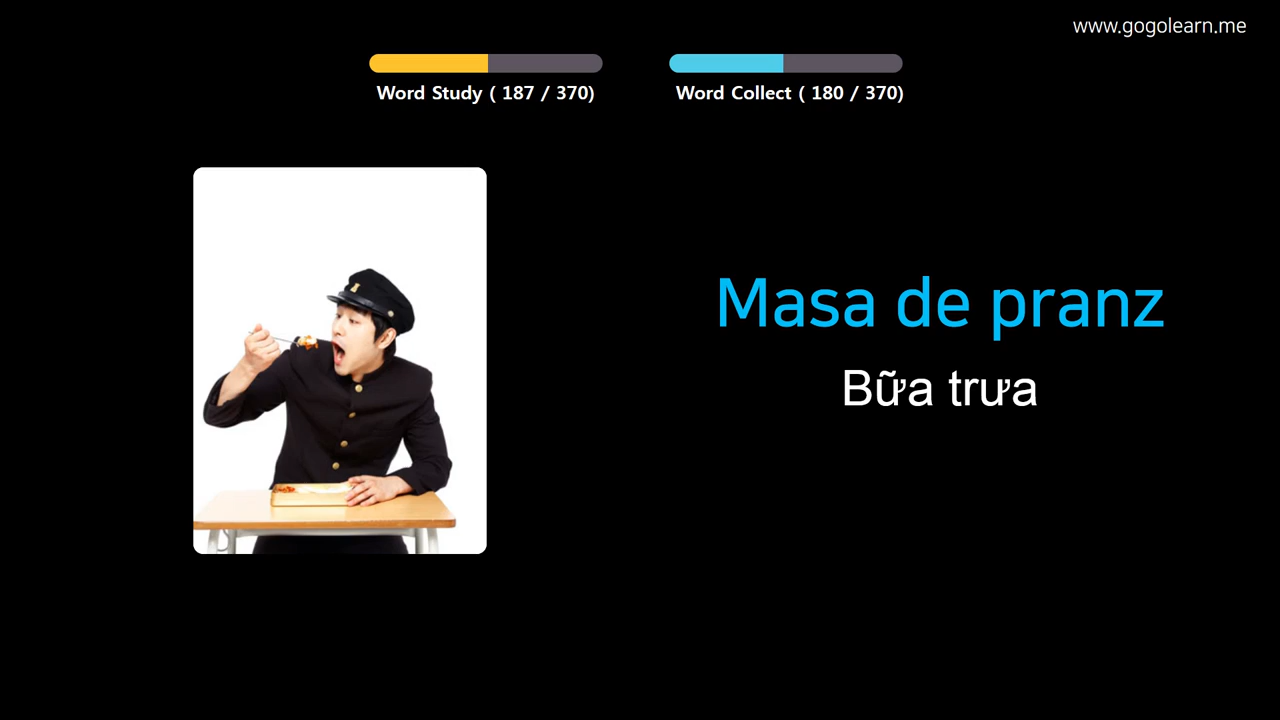 www.gogolearn.me
Word Study ( 187 / 370)
Word Collect ( 180 / 370)
Masa de pranz
Bữa trưa